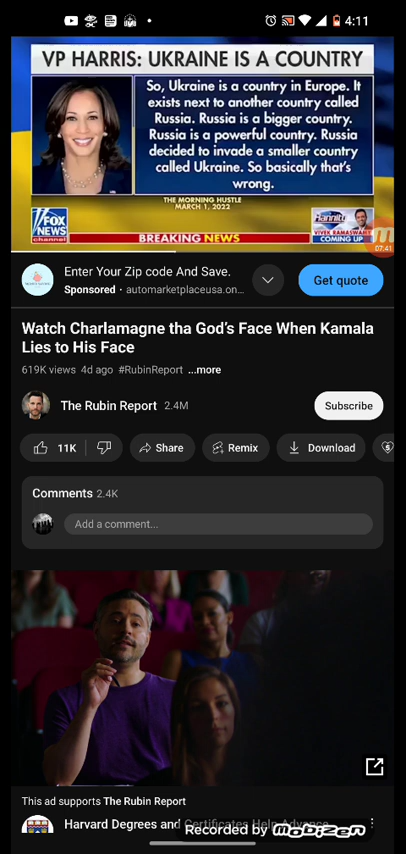 4:11
VP HARRIS: UKRAINE IS A COUNTRY
So, Ukraine is a country in Europe. It
exists next to another country called
Russia. Russia is a bigger country.
Russia is a powerful country. Russia
decided to invade a smaller country
called Ukraine. So basically that's
wrong.
THE MORNING HUSTLE
MARCH 1, 2022
FOX
NEWS
channel
BREAKING NEWS
Hannity
VIVEK RAMASWAMY
COMING UP
07:41
Enter Your Zip code And Save.
Sponsored • automarketplaceusa.on...
Get quote
Watch Charlamagne tha God's Face When Kamala
Lies to His Face
619K views 4d ago #RubinReport ...more
The Rubin Report 2.4M
Subscribe
11K
Share
Remix
Download
Comments 2.4K
Add a comment...
This ad supports The Rubin Report
Harvard Degrees and Certificates Help Advance
Recorded by MOBIZEN